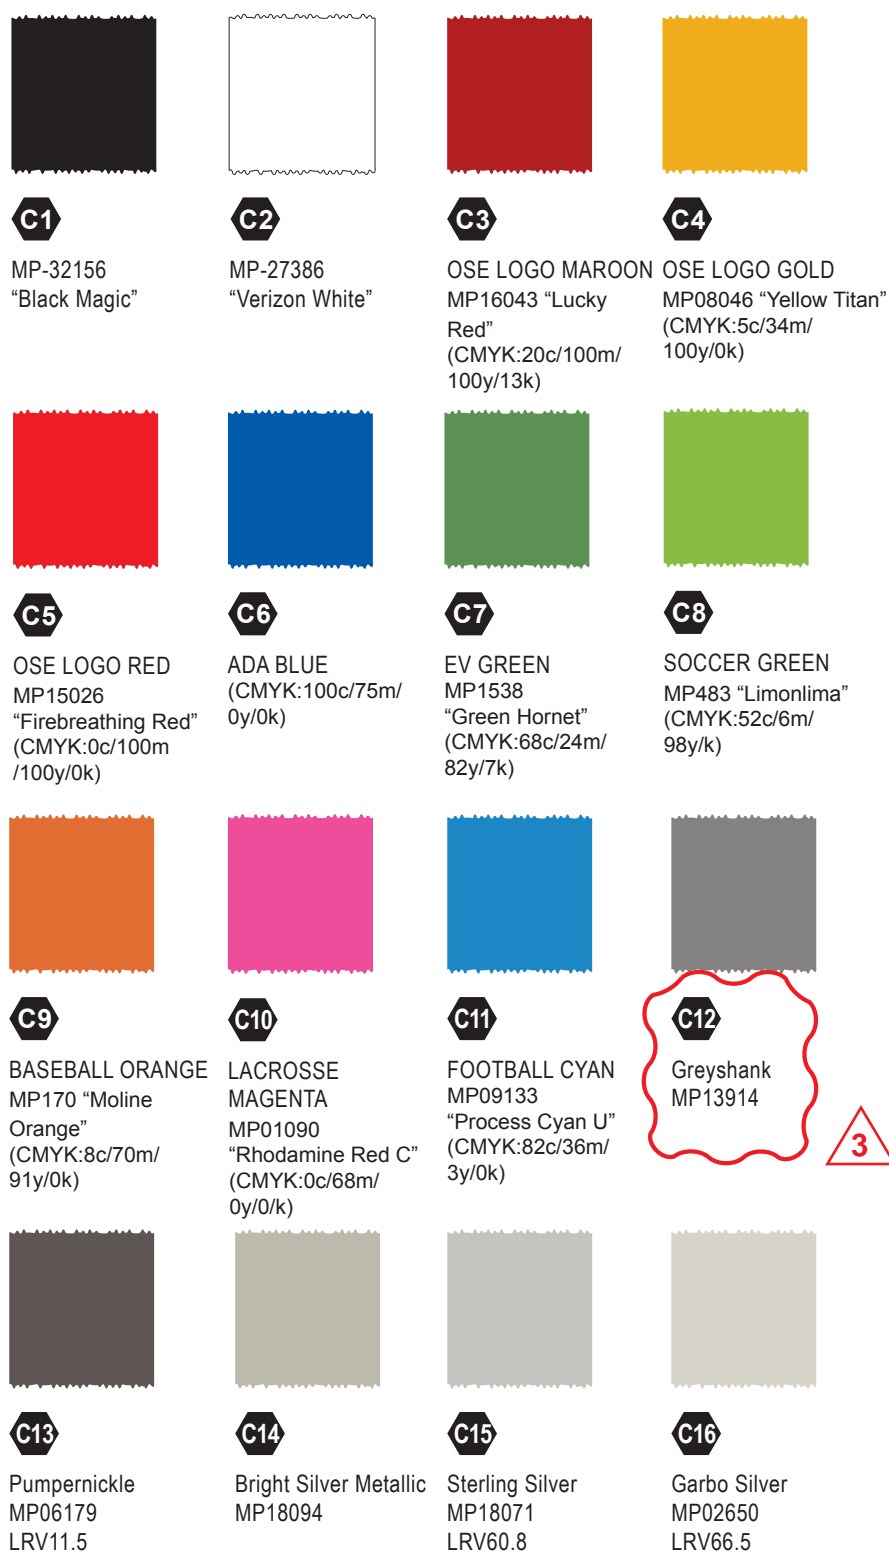 C1
MP-32156
“Black Magic”
C2
MP-27386
“Verizon White”
C3
OSE LOGO MAROON
MP16043 “Lucky
Red”
(CMYK:20c/100m/
100y/13k)
C4
OSE LOGO GOLD
MP08046 “Yellow Titan”
(CMYK:5c/34m/
100y/0k)
C5
OSE LOGO RED
MP15026
“Firebreathing Red”
(CMYK:0c/100m
/100y/0k)
C6
ADA BLUE
(CMYK:100c/75m/
0y/0k)
C7
EV GREEN
MP1538
“Green Hornet”
(CMYK:68c/24m/
82y/7k)
C8
SOCCER GREEN
MP483 “Limonlima”
(CMYK:52c/6m/
98y/k)
C9
BASEBALL ORANGE
MP170 “Moline
Orange”
(CMYK:8c/70m/
91y/0k)
C10
LACROSSE
MAGENTA
MP01090
“Rhodamine Red C”
(CMYK:0c/68m/
0y/0/k)
C11
FOOTBALL CYAN
MP09133
“Process Cyan U”
(CMYK:82c/36m/
3y/0k)
C12
Greyshank
MP13914
3
C13
Pumpernickle
MP06179
LRV11.5
C14
Bright Silver Metallic
MP18094
C15
Sterling Silver
MP18071
LRV60.8
C16
Garbo Silver
MP02650
LRV66.5